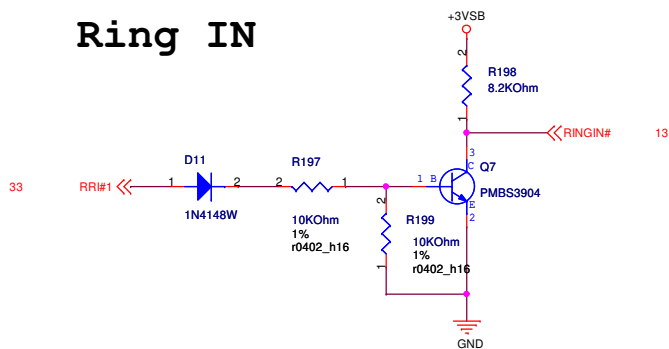 Ring IN
+3VSB
2
R198
8.2KOhm
1
RINGIN#
13
3
C
Q7
D11
R197
33
RRI#1
1
2
2
1
1
B
PMBS3904
1N4148W
2
E
2
R199
10KOhm
1%
r0402_h16
10KOhm
1%
r0402_h16
1
GND